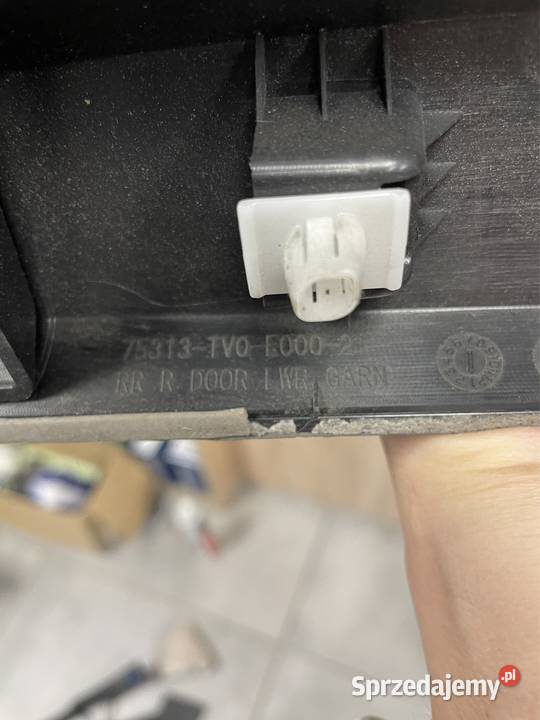 75313-TV0-E000-2
RR R.DOOR LWR.GARN
Sprzedajemy.pl